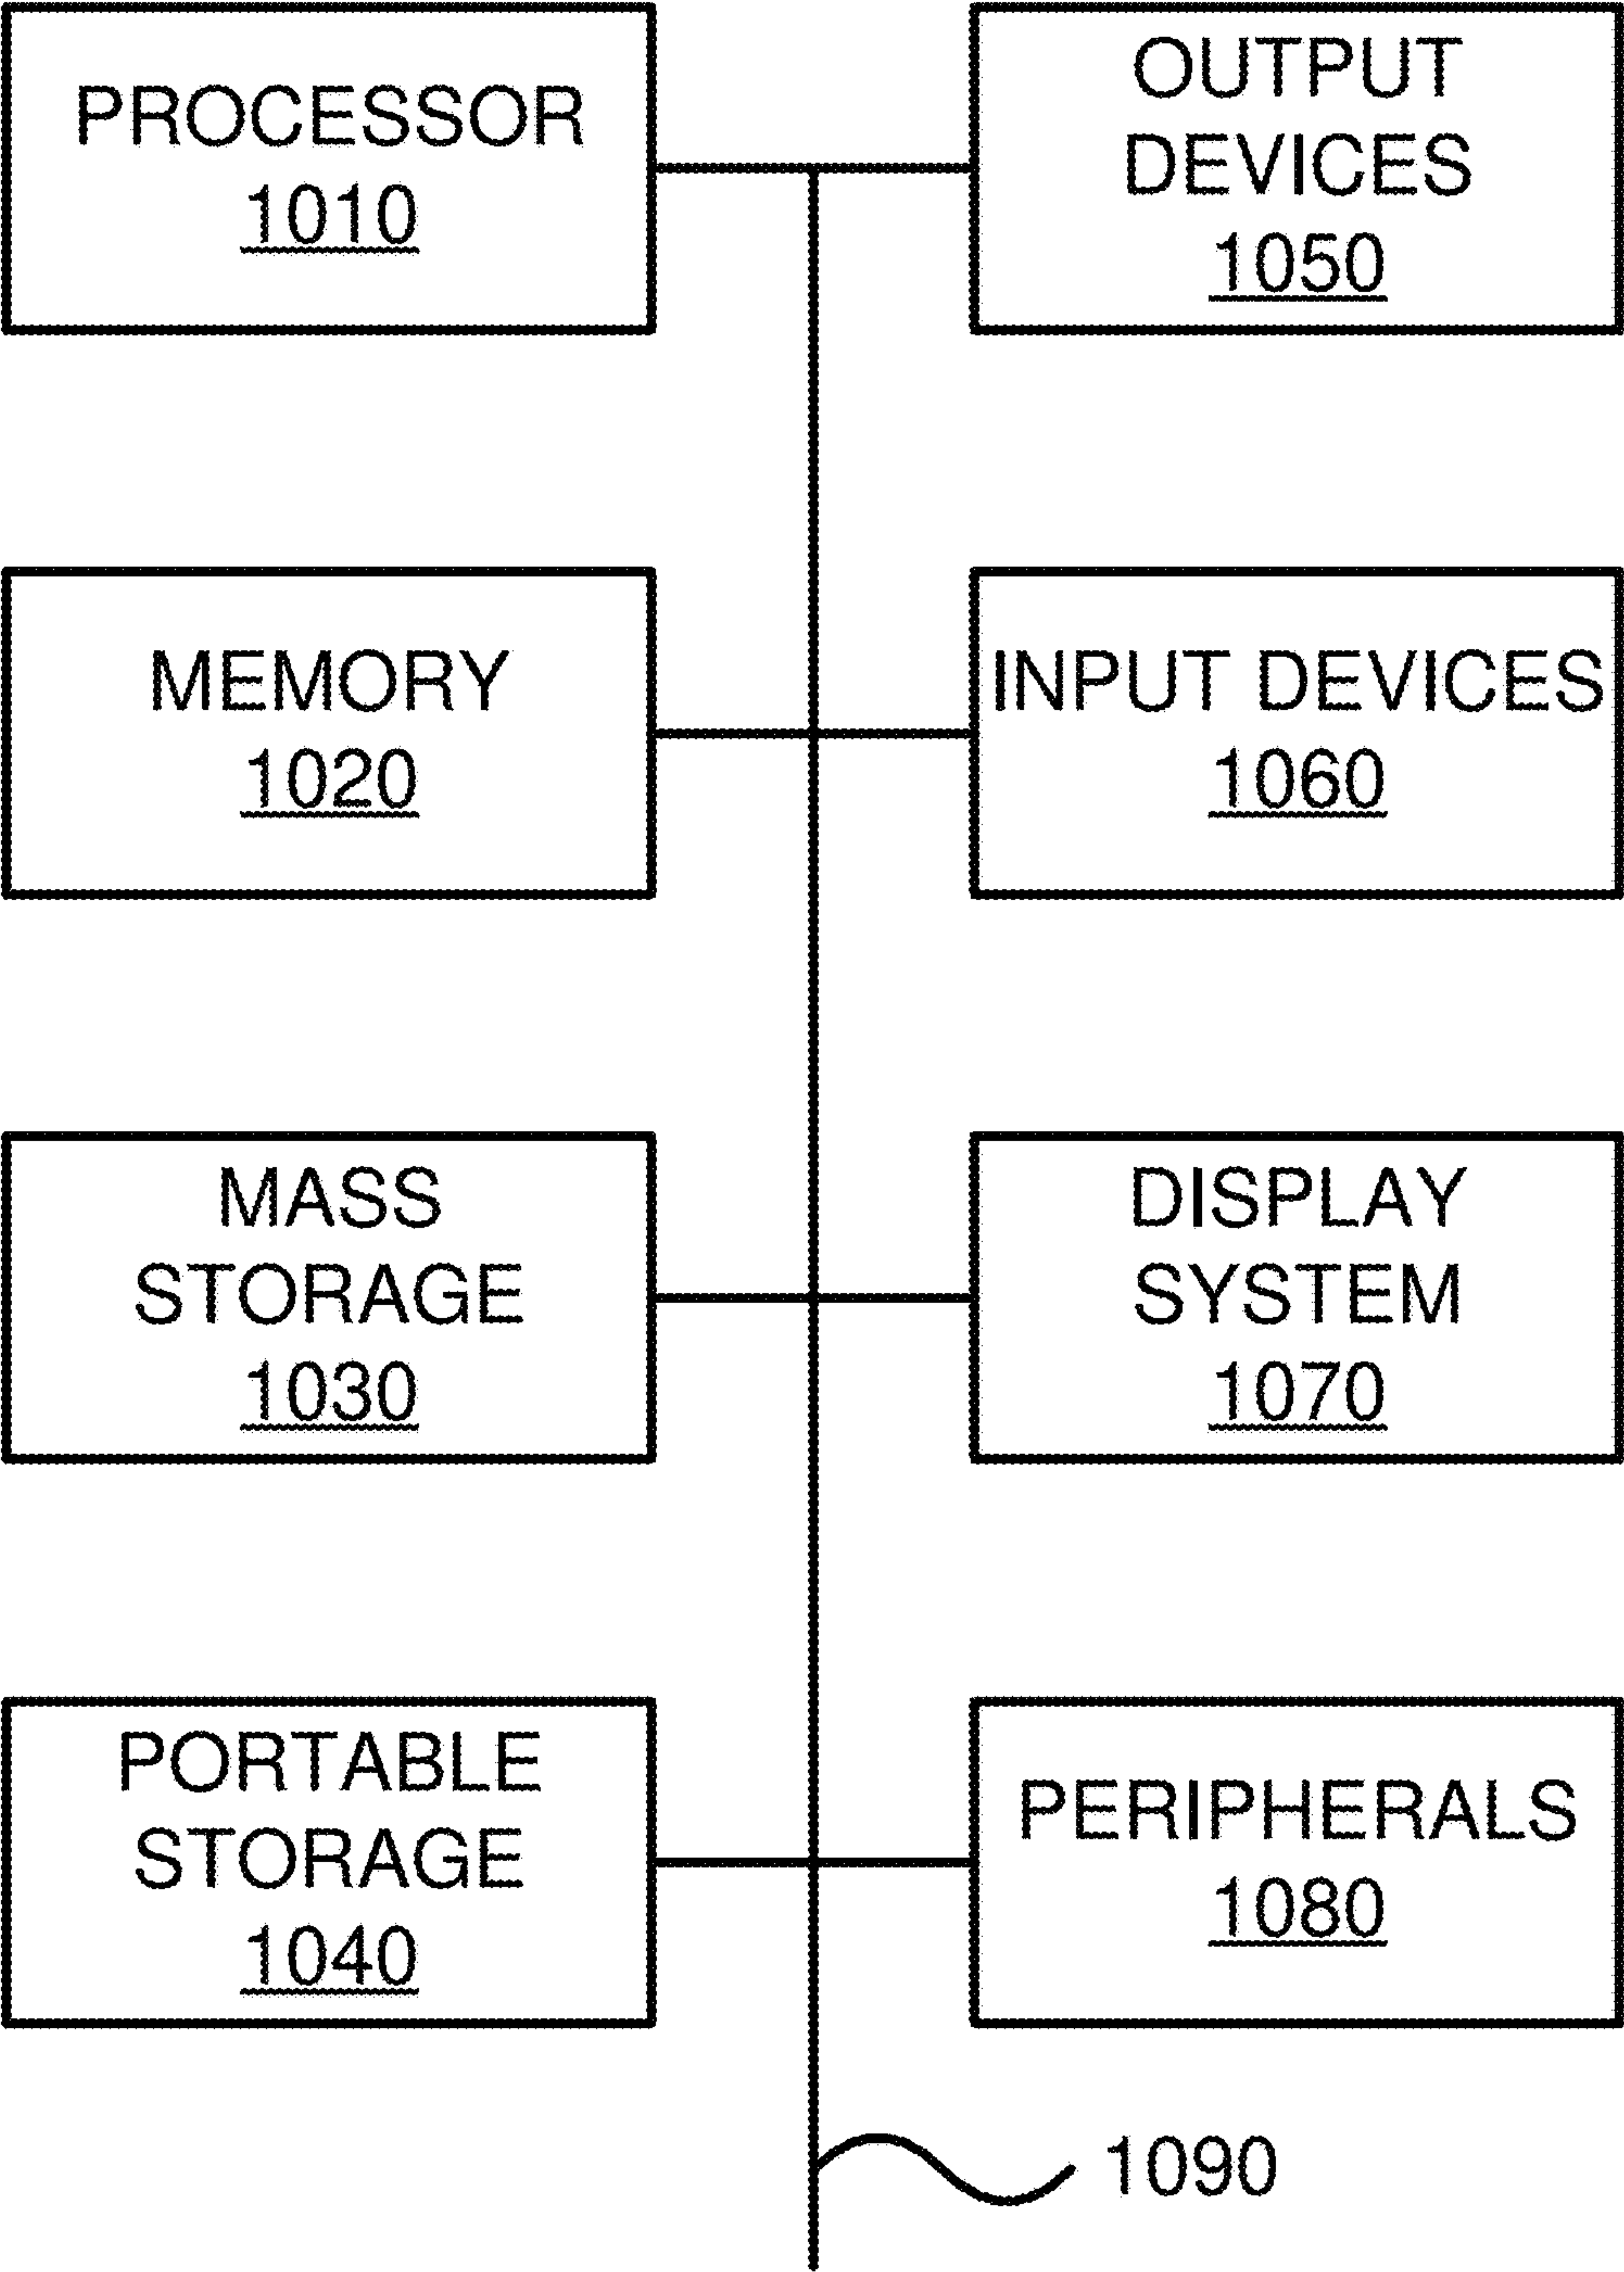 PROCESSOR
1010
OUTPUT
DEVICES
1050
MEMORY
1020
INPUT DEVICES
1060
MASS
STORAGE
1030
DISPLAY
SYSTEM
1070
PORTABLE
STORAGE
1040
PERIPHERALS
1080
1090